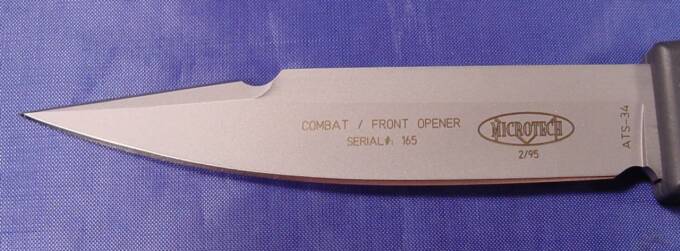 COMBAT / FRONT OPENER
SERIAL#: 165
MICROTECH
2/95
ATS-34